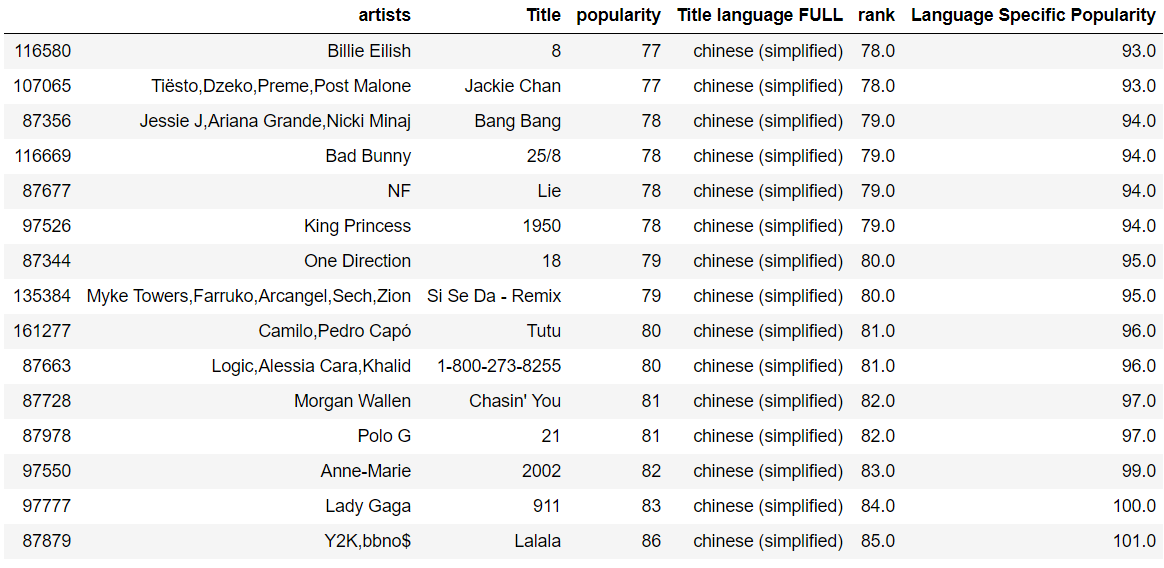 artists Title popularity Title language FULL rank Language Specific Popularity
116580 Billie Eilish 8 77 chinese (simplified) 78.0 93.0
107065 Tiësto,Dzeko,Preme,Post Malone Jackie Chan 77 chinese (simplified) 78.0 93.0
87356 Jessie J,Ariana Grande,Nicki Minaj Bang Bang 78 chinese (simplified) 79.0 94.0
116669 Bad Bunny 25/8 78 chinese (simplified) 79.0 94.0
87677 NF Lie 78 chinese (simplified) 79.0 94.0
97526 King Princess 1950 78 chinese (simplified) 79.0 94.0
87344 One Direction 18 79 chinese (simplified) 80.0 95.0
135384 Myke Towers,Farruko,Arcangel,Sech,Zion Si Se Da - Remix 79 chinese (simplified) 80.0 95.0
161277 Camilo,Pedro Capó Tutu 80 chinese (simplified) 81.0 96.0
87663 Logic,Alessia Cara,Khalid 1-800-273-8255 80 chinese (simplified) 81.0 96.0
87728 Morgan Wallen Chasin' You 81 chinese (simplified) 82.0 97.0
87978 Polo G 21 81 chinese (simplified) 82.0 97.0
97550 Anne-Marie 2002 82 chinese (simplified) 83.0 99.0
97777 Lady Gaga 911 83 chinese (simplified) 84.0 100.0
87879 Y2K,bbno$ Lalala 86 chinese (simplified) 85.0 101.0